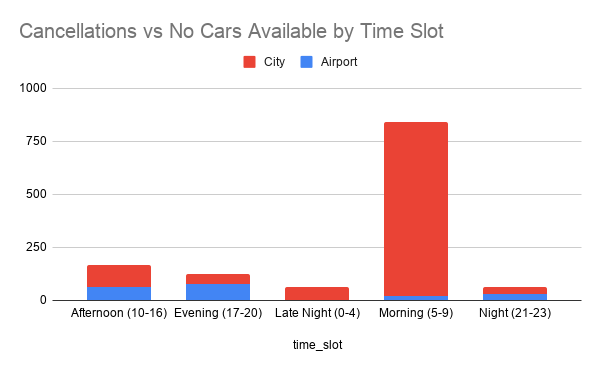 Cancellations vs No Cars Available by Time Slot
City Airport
1000
750
500
250
0
Afternoon (10-16) Evening (17-20) Late Night (0-4) Morning (5-9) Night (21-23)
time_slot